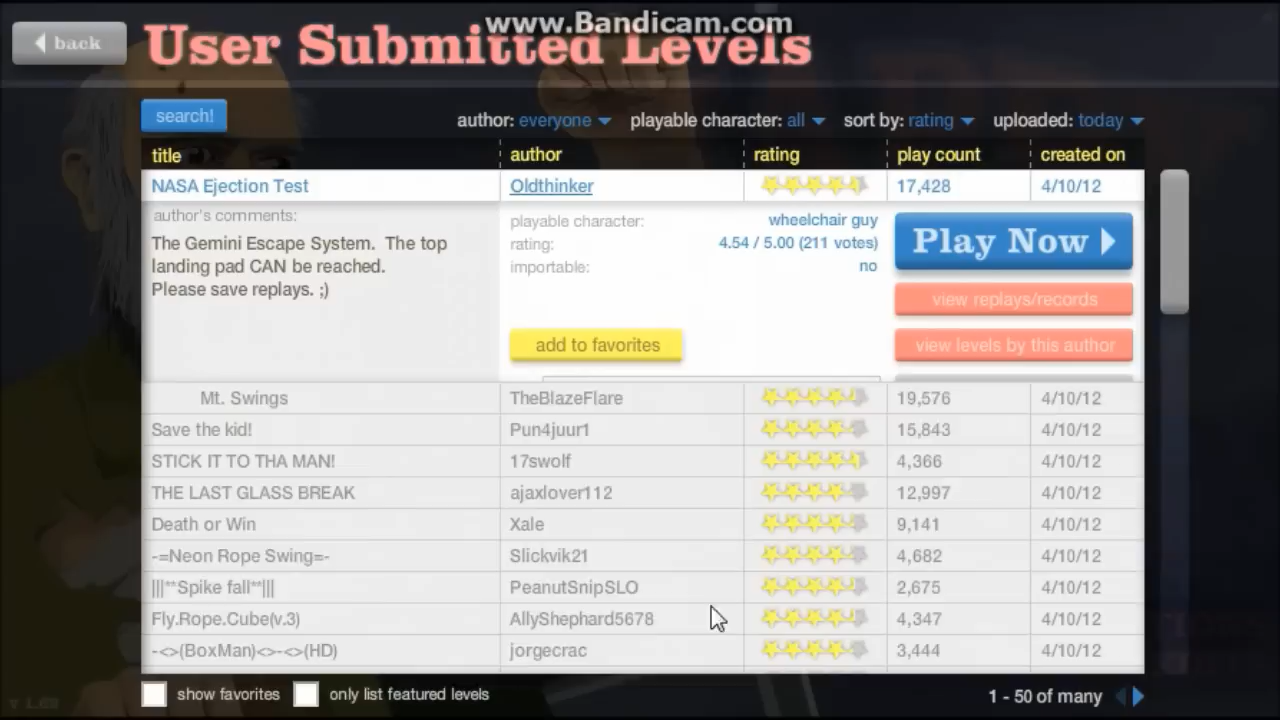 www.Bandicam.com
back
User Submitted Levels
search!
author: everyone playable character: all sort by: rating uploaded: today
title author rating play count created on
NASA Ejection Test Oldthinker 17,428 4/10/12
author's comments:
The Gemini Escape System. The top
landing pad CAN be reached.
Please save replays. ;)
playable character: wheelchair guy
rating: 4.54 / 5.00 (211 votes)
importable: no
add to favorites
Play Now
view replays/records
view levels by this author
Mt. Swings TheBlazeFlare 19,576 4/10/12
Save the kid! Pun4juur1 15,843 4/10/12
STICK IT TO THA MAN! 17swolf 4,366 4/10/12
THE LAST GLASS BREAK ajaxlover112 12,997 4/10/12
Death or Win Xale 9,141 4/10/12
-=Neon Rope Swing=- Slickvik21 4,682 4/10/12
|||**Spike fall**||| PeanutSnipSLO 2,675 4/10/12
Fly.Rope.Cube(v.3) AllyShephard5678 4,347 4/10/12
-<>(BoxMan)<>-<>(HD) jorgecrac 3,444 4/10/12
show favorites only list featured levels 1 - 50 of many